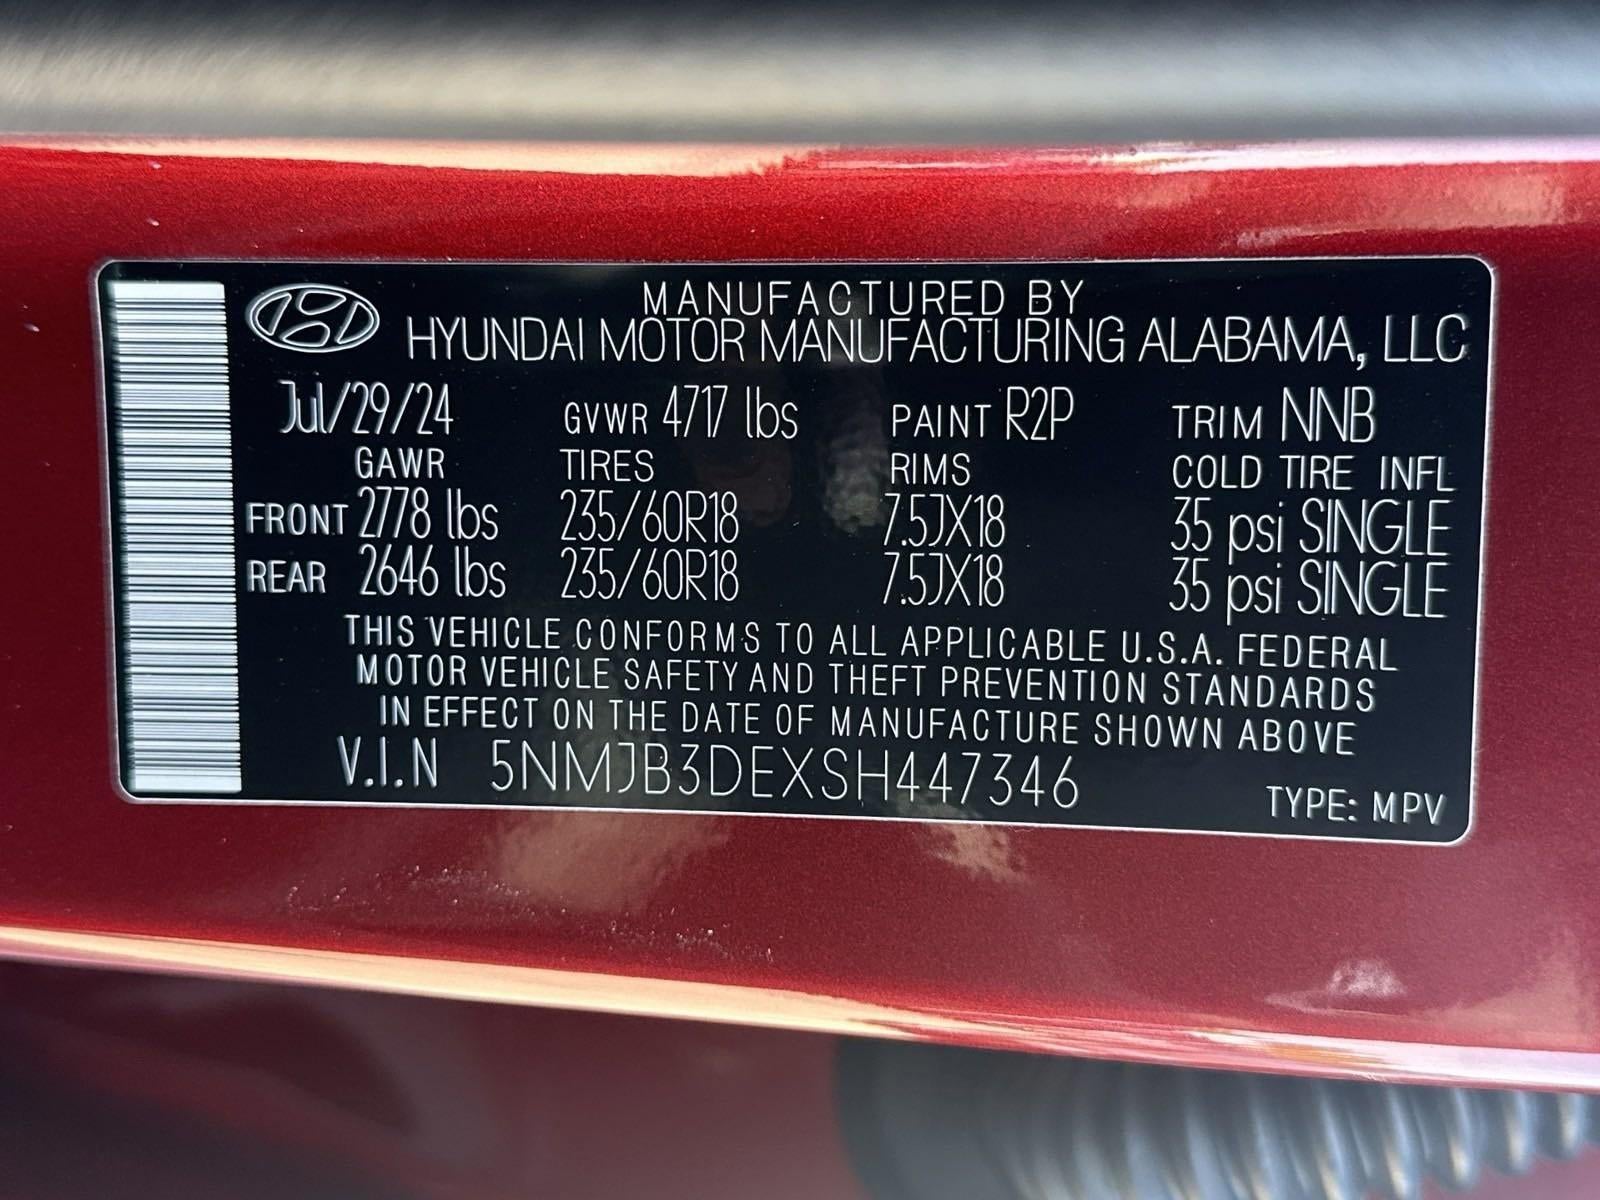 MANUFACTURED BY
HYUNDAI MOTOR MANUFACTURING ALABAMA, LLC
Jul/29/24 GVWR 4717 lbs PAINT R2P TRIM NNB
GAWR TIRES RIMS COLD TIRE INFL
FRONT 2778 lbs 235/60R18 7.5JX18 35 psi SINGLE
REAR 2646 lbs 235/60R18 7.5JX18 35 psi SINGLE
THIS VEHICLE CONFORMS TO ALL APPLICABLE U.S.A. FEDERAL
MOTOR VEHICLE SAFETY AND THEFT PREVENTION STANDARDS
IN EFFECT ON THE DATE OF MANUFACTURE SHOWN ABOVE
V.I.N 5NMJB3DEXSH447346 TYPE: MPV